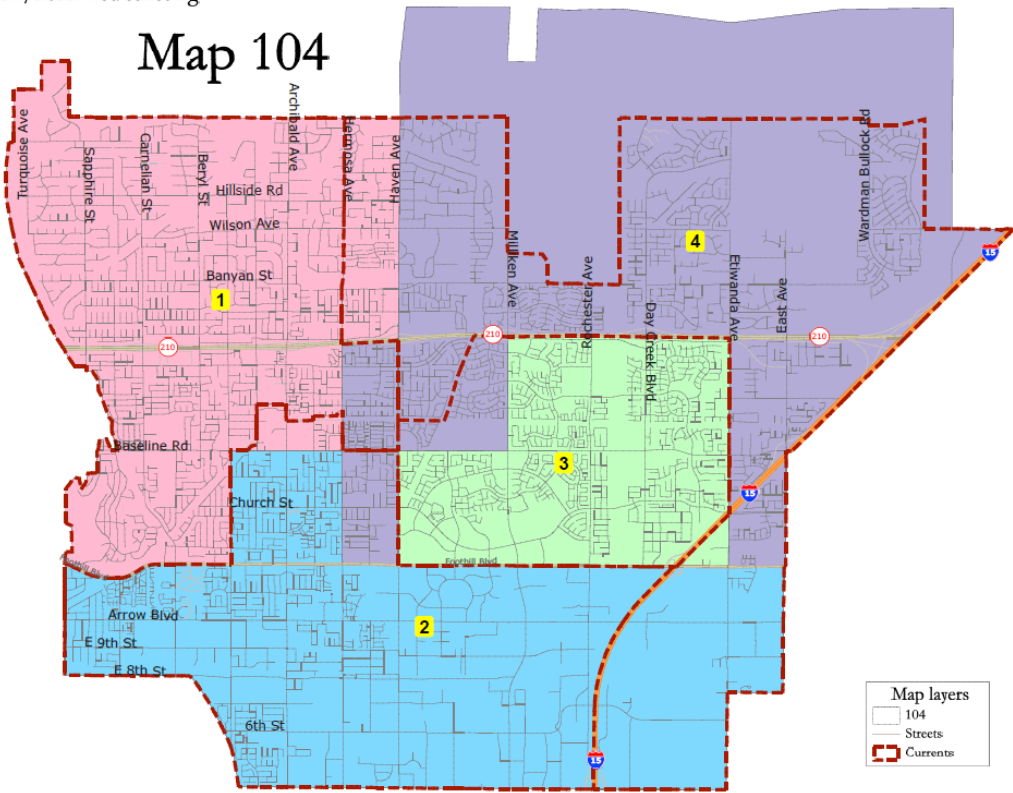 Map 104
Turquoise Ave
Sapphire St
Carnelian St
Beryl St
Archibald Ave
Hermosa Ave
Haven Ave
Wardman Bullock Rd
Hillside Rd
Wilson Ave
Milliken Ave
4
15
Banyan St
Rochester Ave
Etiwanda Ave
East Ave
1
Day Creek Blvd
210
210
210
Baseline Rd
3
15
Church St
Foothill Blvd
Foothill Blvd
Arrow Blvd
2
E 9th St
E 8th St
6th St
15
Map layers
104
Streets
Currents